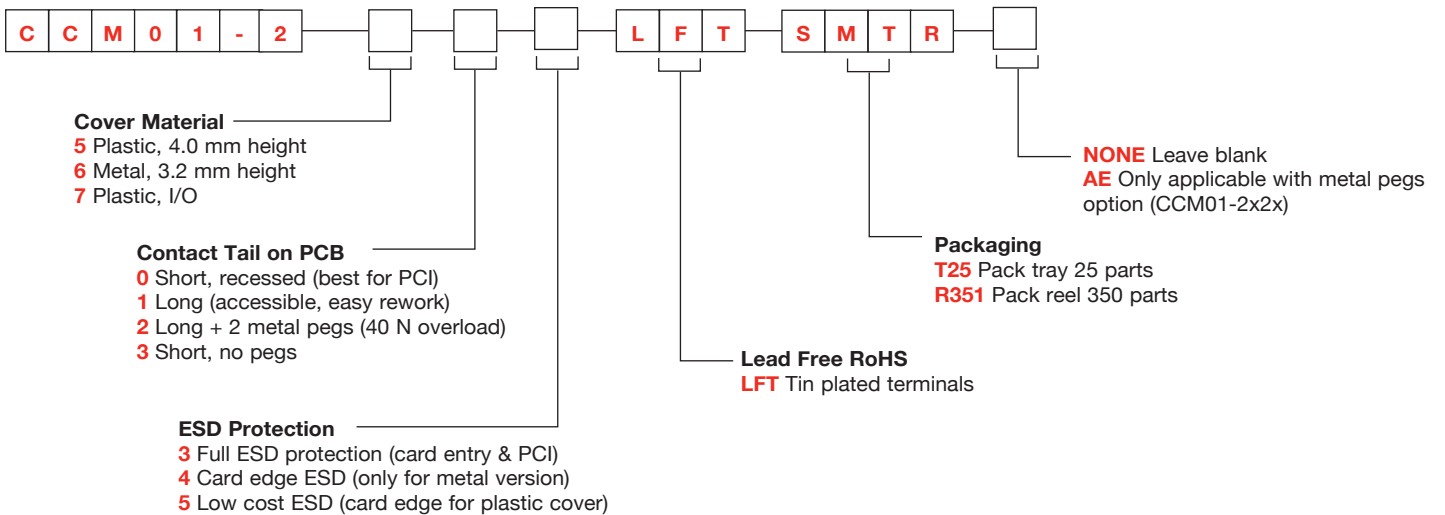 C C M 0 1 - 2 L F T S M T R
Cover Material
5 Plastic, 4.0 mm height
6 Metal, 3.2 mm height
7 Plastic, I/O
Contact Tail on PCB
0 Short, recessed (best for PCI)
1 Long (accessible, easy rework)
2 Long + 2 metal pegs (40 N overload)
3 Short, no pegs
ESD Protection
3 Full ESD protection (card entry & PCI)
4 Card edge ESD (only for metal version)
5 Low cost ESD (card edge for plastic cover)
Lead Free RoHS
LFT Tin plated terminals
Packaging
T25 Pack tray 25 parts
R351 Pack reel 350 parts
NONE Leave blank
AE Only applicable with metal pegs
option (CCM01-2x2x)